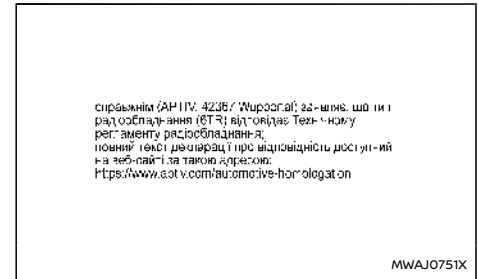 справжнім (APTIV, 42367 Wuppertal) заявляє, що тип
радіообладнання (6TR) відповідає Технічному
регламенту радіообладнання;
повний текст декларації про відповідність доступний
на веб-сайті за такою адресою:
https://www.aptiv.com/automotive-homologation
MWAJ0751X